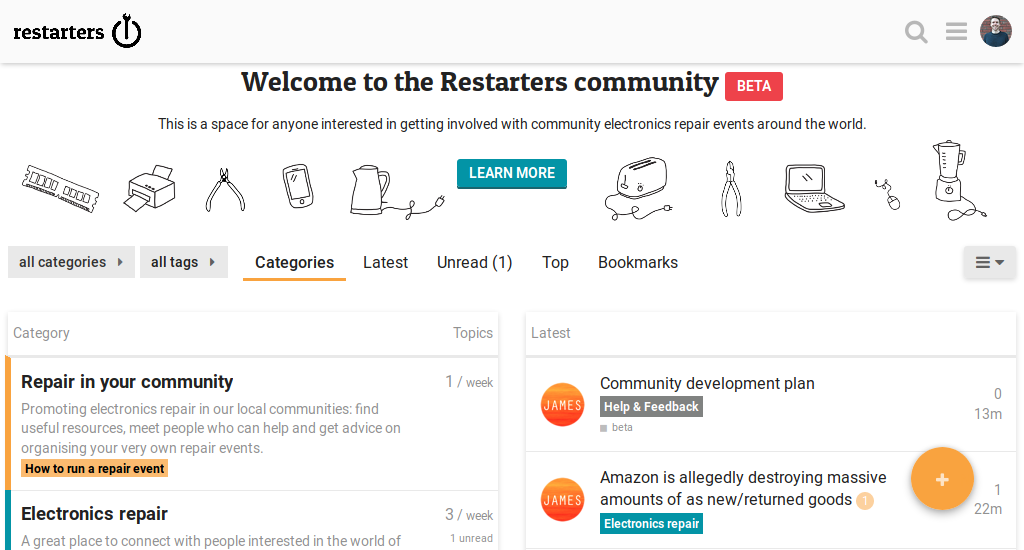 restarters
Welcome to the Restarters community BETA
This is a space for anyone interested in getting involved with community electronics repair events around the world.
LEARN MORE
all categories
all tags
Categories
Latest
Unread (1)
Top
Bookmarks
Category
Topics
Repair in your community
1 / week
Promoting electronics repair in our local communities: find
useful resources, meet people who can help and get advice on
organising your very own repair events.
How to run a repair event
Electronics repair
3 / week
1 unread
A great place to connect with people interested in the world of
Latest
JAMES
Community development plan
Help & Feedback
beta
0
13m
JAMES
Amazon is allegedly destroying massive
amounts of as new/returned goods 1
Electronics repair
+
1
22m